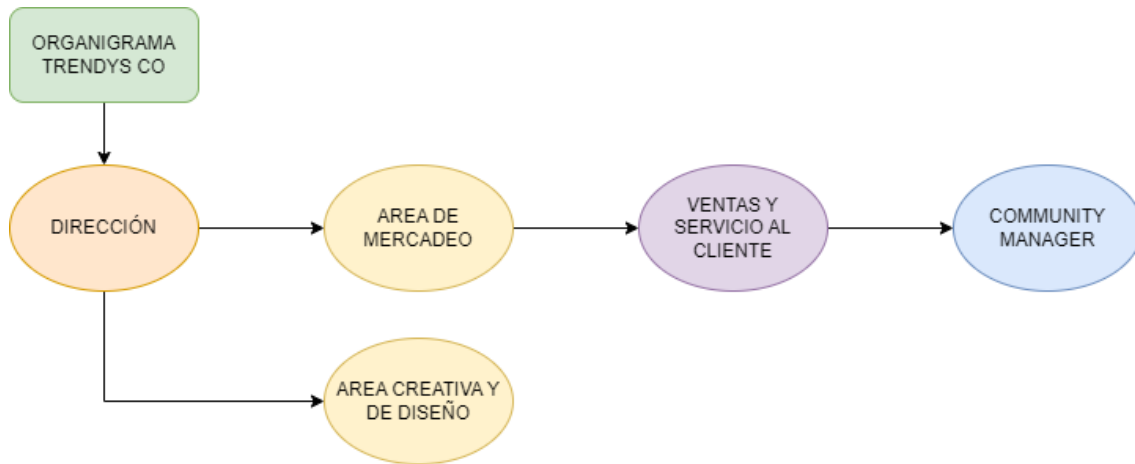 ORGANIGRAMA
TRENDYS CO
DIRECCIÓN
AREA DE
MERCADEO
VENTAS Y
SERVICIO AL
CLIENTE
COMMUNITY
MANAGER
AREA CREATIVA Y
DE DISEÑO